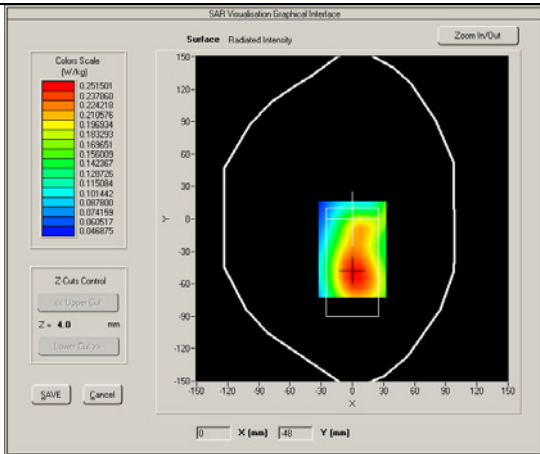 SAR Visualisation Graphical Interface
Surface Radiated Intensity
Zoom In/Out
Colors Scale
(W/kg)
0.251501
0.237860
0.224218
0.210576
0.196934
0.183293
0.169651
0.156009
0.142367
0.128726
0.115084
0.101442
0.087800
0.074159
0.060517
0.046875
Z Cuts Control
<< Upper Cut
Z = 4.0 mm
Lower Cut >>
SAVE Cancel
150
120
90
60
30
0
-30
-60
-90
-120
-150
Y
-150 -120 -90 -60 -30 0 30 60 90 120 150
X
0 X (mm) -48 Y (mm)